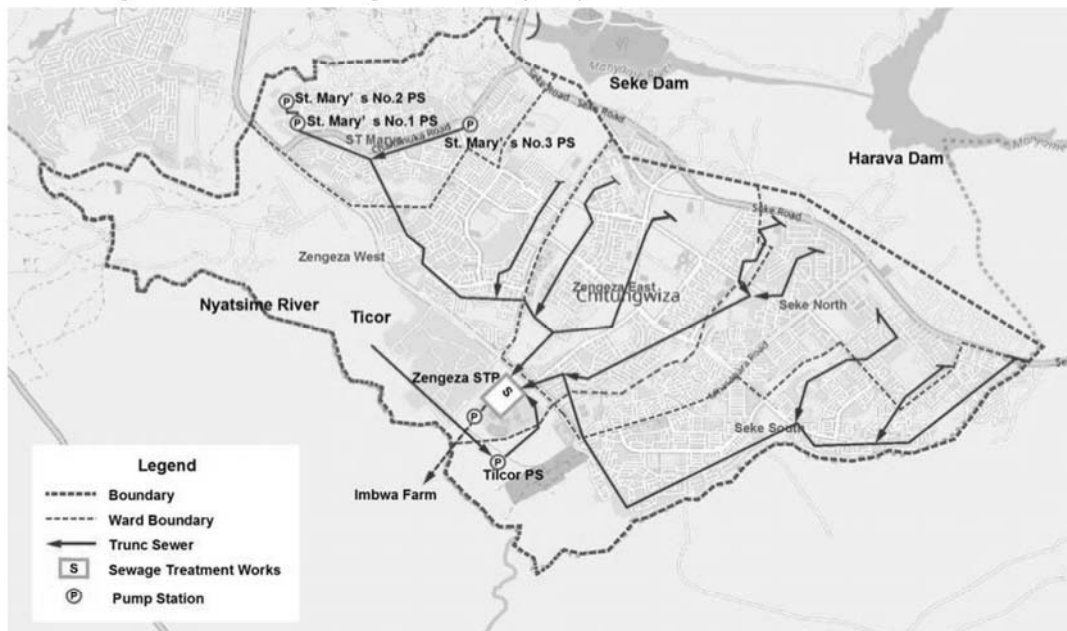 Seke Dam
St. Mary's No.2 PS
St. Mary's No.1 PS
ST Marys
St. Mary's No.3 PS
Harava Dam
Seke Road
Zengeza West
Zengeza East
Chitungwiza
Seke North
Nyatsime River
Ticor
Zengeza STP
S
Seke South
Tilcor PS
Imbwa Farm
P
P
P
P
P
Legend
Boundary
Ward Boundary
Trunc Sewer
S
Sewage Treatment Works
P
Pump Station